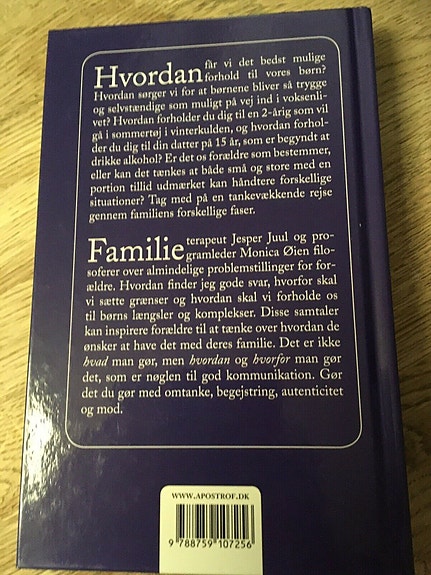 Hvordan får vi det bedst mulige
forhold til vores børn?
Hvordan sørger vi for at børnene bliver så trygge
og selvstændige som muligt på vej ind i voksenli-
vet? Hvordan forholder du dig til en 2-årig som vil
gå i sommertøj i vinterkulden, og hvordan forhol-
der du dig til din datter på 15 år, som er begyndt at
drikke alkohol? Er det os forældre som bestemmer,
eller kan det tænkes at både små og store med en
portion tillid udmærket kan håndtere forskellige
situationer? Tag med på en tankevækkende rejse
gennem familiens forskellige faser.
Familie terapeut Jesper Juul og pro-
gramleder Monica Øien filo-
soferer over almindelige problemstillinger for for-
ældre. Hvordan finder jeg gode svar, hvorfor skal
vi sætte grænser og hvordan skal vi forholde os
til børns længsler og komplekser. Disse samtaler
kan inspirere forældre til at tænke over hvordan de
ønsker at have det med deres familie. Det er ikke
hvad man gør, men hvordan og hvorfor man gør
det, som er nøglen til god kommunikation. Gør
det du gør med omtanke, begejstring, autenticitet
og mod.
WWW.APOSTROF.DK
9 788759 107256